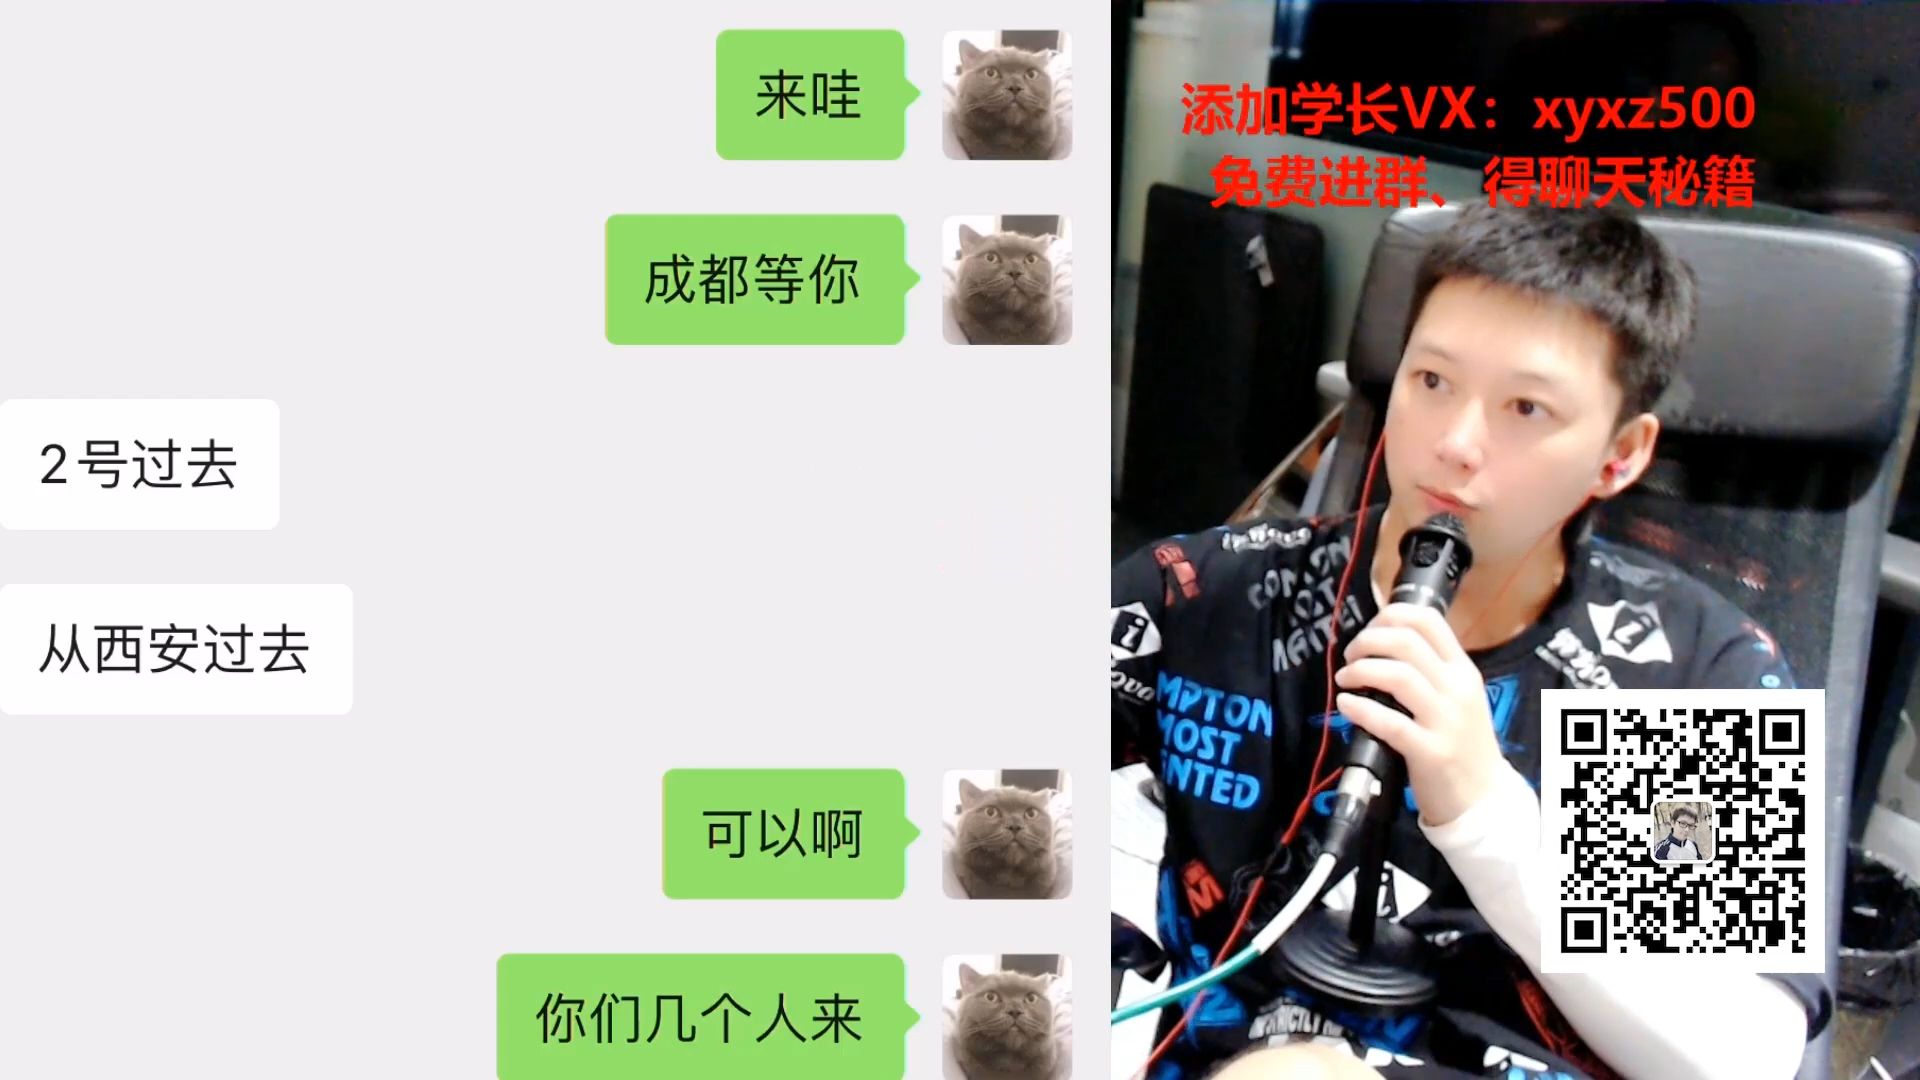 来哇
成都等你
2号过去
从西安过去
可以啊
你们几个人来
添加学长VX：xyxz500
免费进群、得聊天秘籍
MPTON
MOST